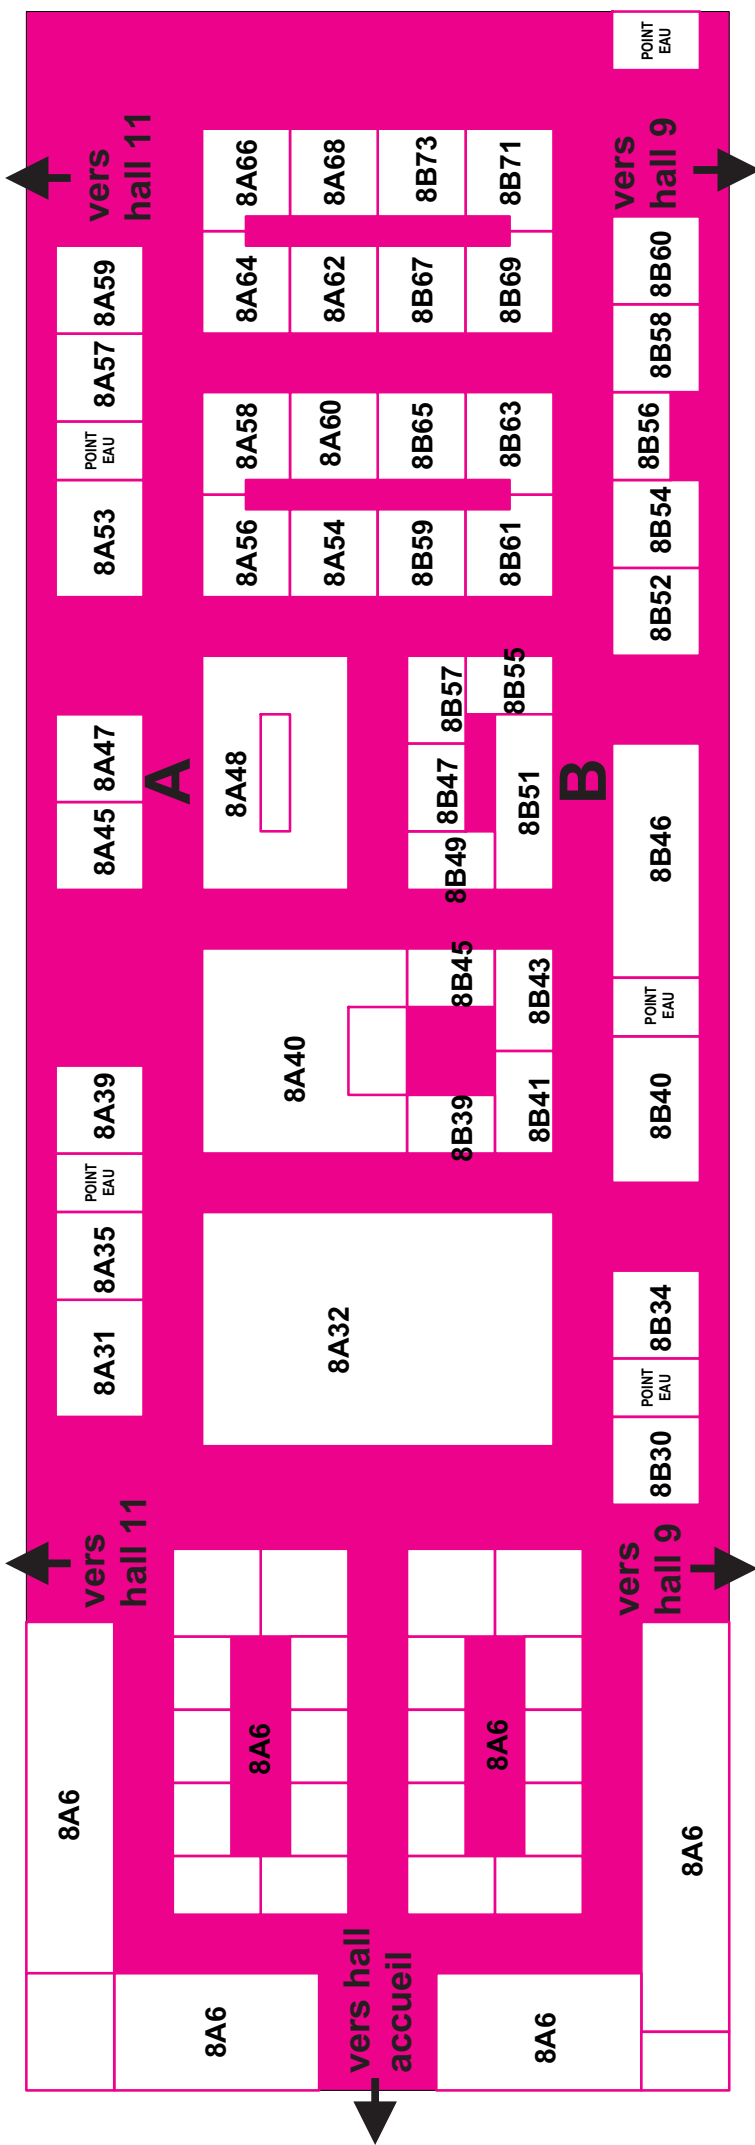 POINT
EAU
vers
hall 11
vers
hall 9
8A66
8A68
8B73
8B71
8A64
8A62
8B67
8B69
8A59
8A57
POINT
EAU
8A53
8B60
8B58
8B56
8B54
8B52
8A58
8A60
8B65
8B63
8A56
8A54
8B59
8B61
8A47
8A45
A
8A48
8B57
8B55
8B47
8B51
8B49
B
8B46
POINT
EAU
8B40
8A40
8B45
8B43
8B39
8B41
8A39
POINT
EAU
8A35
8A31
8A32
8B34
POINT
EAU
8B30
vers
hall 11
vers
hall 9
8A6
8A6
8A6
8A6
8A6
8A6
vers hall
accueil